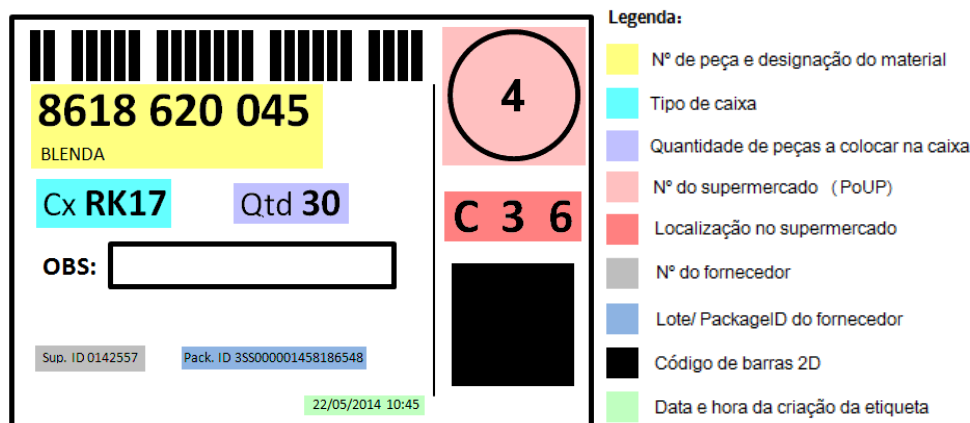 8618 620 045
BLENDA
Cx RK17
Qtd 30
OBS:
Sup. ID 0142557
Pack. ID 3SS000001458186548
22/05/2014 10:45
4
C 3 6
Legenda:
Nº de peça e designação do material
Tipo de caixa
Quantidade de peças a colocar na caixa
Nº do supermercado (PoUP)
Localização no supermercado
Nº do fornecedor
Lote/ PackageID do fornecedor
Código de barras 2D
Data e hora da criação da etiqueta